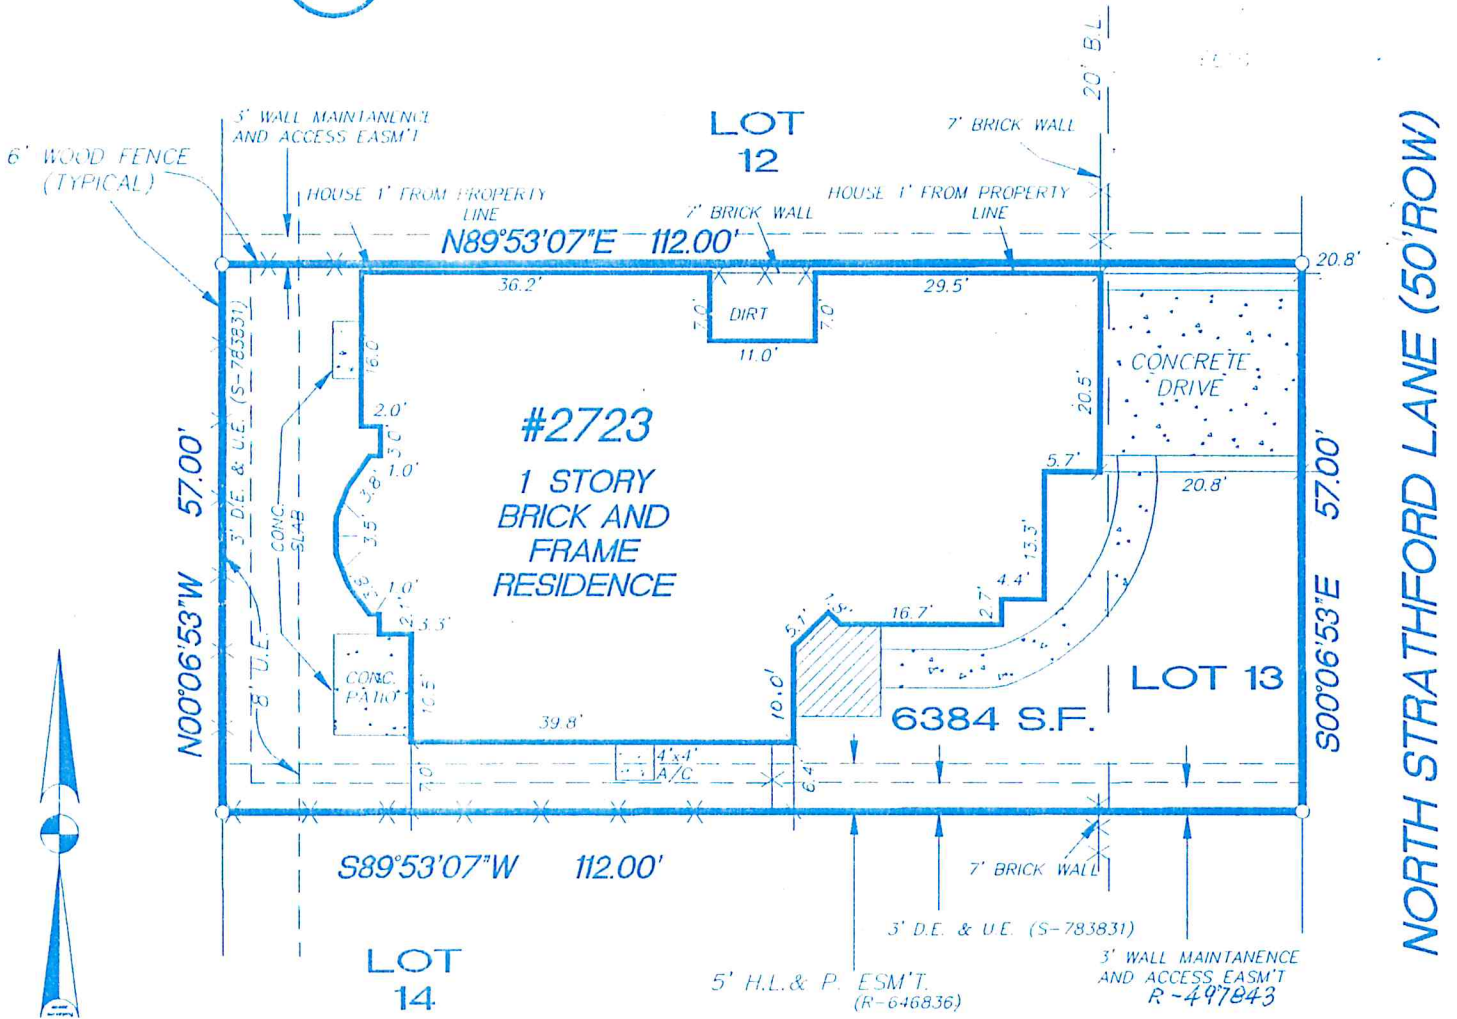 20' B.L.
3' WALL MAINTANENCE
AND ACCESS EASM'T
LOT
12
7' BRICK WALL
6' WOOD FENCE
(TYPICAL)
HOUSE 1' FROM PROPERTY
LINE
7' BRICK WALL
HOUSE 1' FROM PROPERTY
LINE
N89°53'07"E 112.00'
20.8'
36.2'
29.5'
7.0'
DIRT
7.0'
11.0'
CONCRETE
DRIVE
16.0'
20.5'
3' D.E. & U.E. (S-783831)
2.0'
3.0'
1.0'
3.8'
3.5'
3.8'
1.0'
2.1'
3.3'
#2723
1 STORY
BRICK AND
FRAME
RESIDENCE
5.7'
20.8'
13.3'
4.4'
2.7'
16.7'
5.1'
57.00'
N00°06'53"W
CONC.
SLAB
8' U.E.
CONC.
PATIO
10.5'
10.0'
39.8'
4'x4'
A/C
7.0'
6.4'
LOT 13
6384 S.F.
57.00'
S00°06'53"E
NORTH STRATHFORD LANE (50'ROW)
S89°53'07"W 112.00'
7' BRICK WALL
3' D.E. & U.E. (S-783831)
LOT
14
5' H.L.& P. ESM'T.
(R-646836)
3' WALL MAINTANENCE
AND ACCESS EASM'T
R-497843